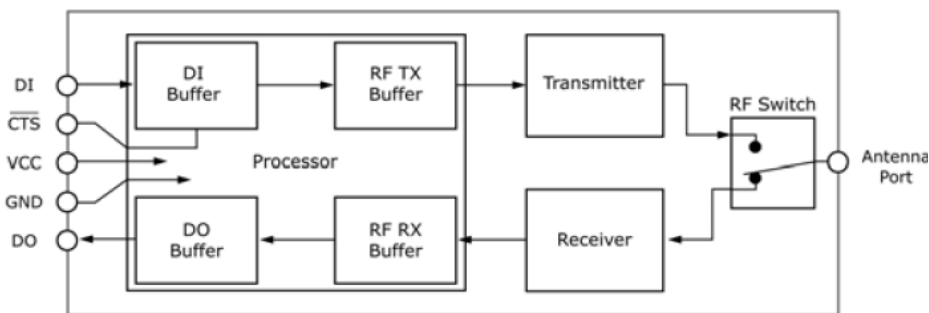 DI
CTS
VCC
GND
DO
DI
Buffer
RF TX
Buffer
Processor
DO
Buffer
RF RX
Buffer
Transmitter
Receiver
RF Switch
Antenna
Port